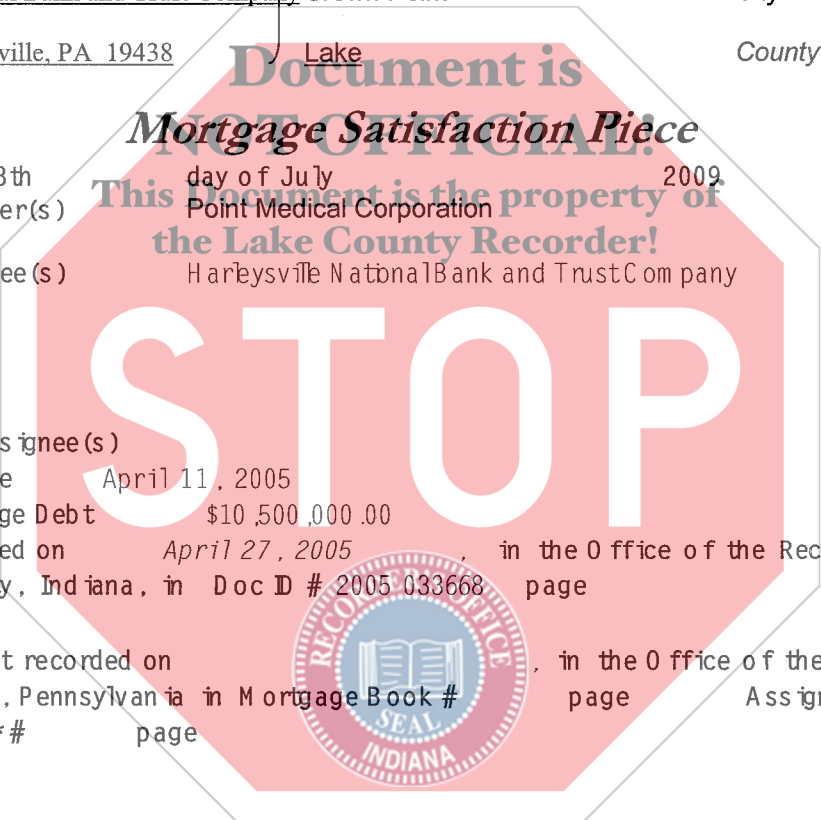 ville, PA 19438 Lake County
Document is
Mortgage Satisfaction Piece
NOT OFFICIAL!
8th day of July 2009
This Document is the property of
er(s) Point Medical Corporation
the Lake County Recorder!
ee(s) Harleysville National Bank and Trust Company
STOP
signee(s)
e April 11, 2005
ge Debt $10,500,000.00
ed on April 27, 2005 , in the Office of the Rec
y, Indiana, in Doc ID # 2005 033668 page
t recorded on , in the Office of the
, Pennsylvania in Mortgage Book # page Assign
# page
RECORDER'S OFFICE
SEAL
INDIANA